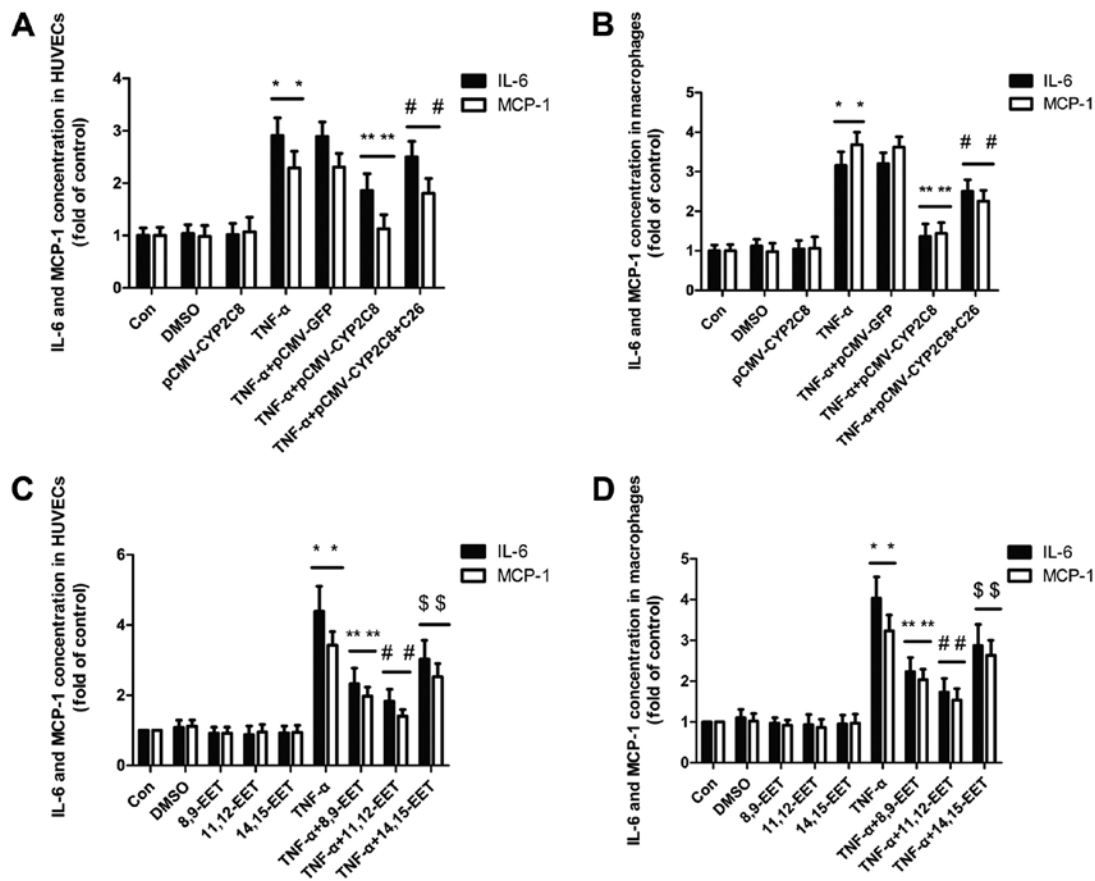 A
IL-6 and MCP-1 concentration in HUVECs
(fold of control)
4
3
2
1
0
* *
** **
# #
IL-6
MCP-1
Con
DMSO
pCMV-CYP2C8
TNF-α
TNF-α+pCMV-GFP
TNF-α+pCMV-CYP2C8
TNF-α+pCMV-CYP2C8+C26
B
IL-6 and MCP-1 concentration in macrophages
(fold of control)
5
4
3
2
1
0
* *
** **
# #
IL-6
MCP-1
Con
DMSO
pCMV-CYP2C8
TNF-α
TNF-α+pCMV-GFP
TNF-α+pCMV-CYP2C8
TNF-α+pCMV-CYP2C8+C26
C
IL-6 and MCP-1 concentration in HUVECs
(fold of control)
6
4
2
0
* *
** **
# #
$ $
IL-6
MCP-1
Con
DMSO
8,9-EET
11,12-EET
14,15-EET
TNF-α
TNF-α+8,9-EET
TNF-α+11,12-EET
TNF-α+14,15-EET
D
IL-6 and MCP-1 concentration in macrophages
(fold of control)
5
4
3
2
1
0
* *
** **
# #
$ $
IL-6
MCP-1
Con
DMSO
8,9-EET
11,12-EET
14,15-EET
TNF-α
TNF-α+8,9-EET
TNF-α+11,12-EET
TNF-α+14,15-EET